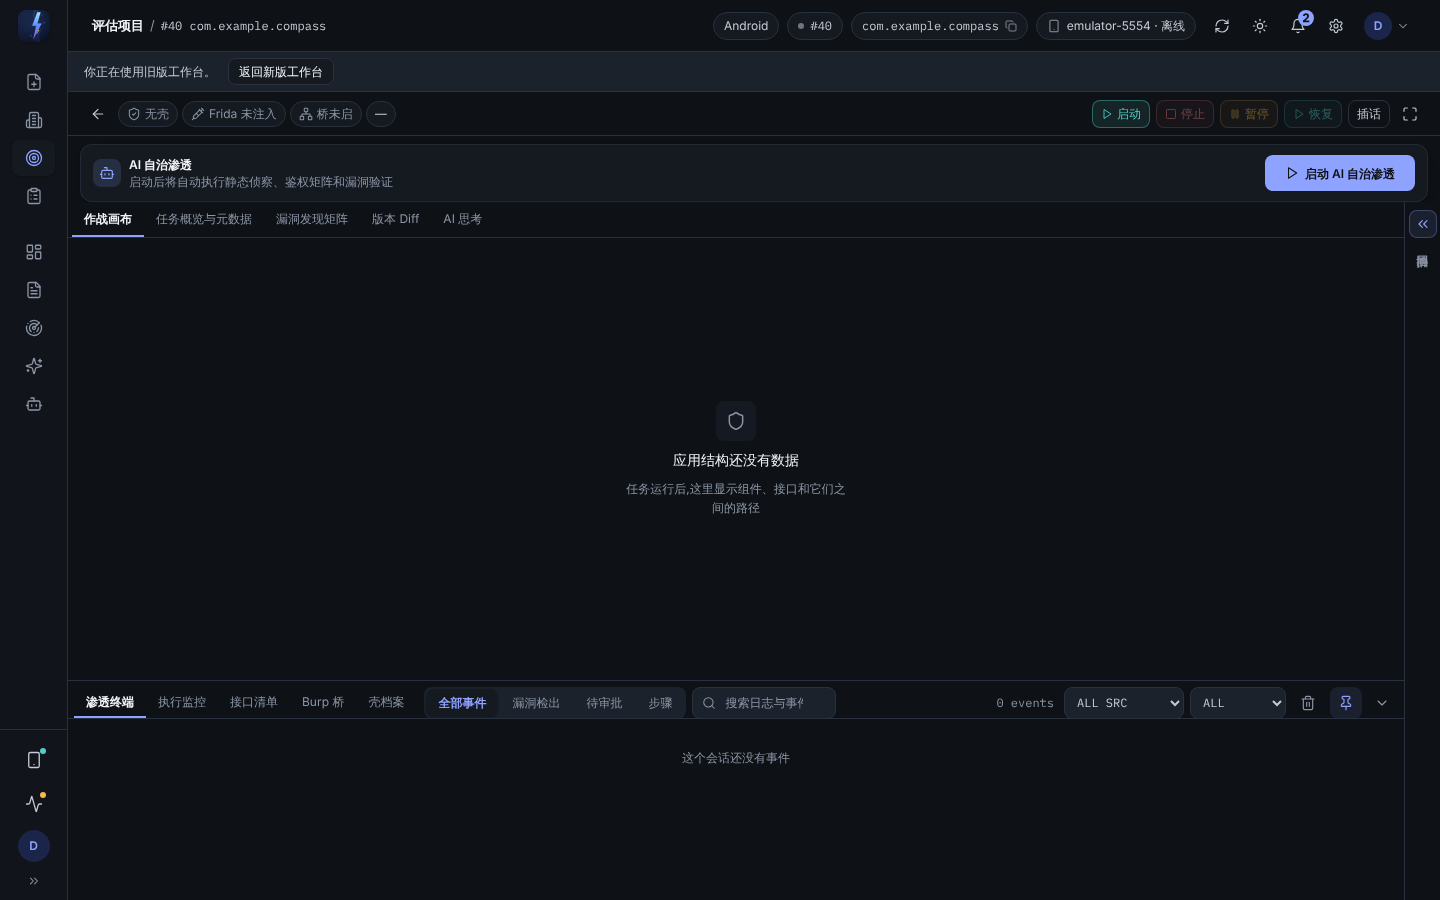 评估项目 / #40 com.example.compass
Android
#40
com.example.compass
emulator-5554 · 离线
2
D
你正在使用旧版工作台。
返回新版工作台
无壳
Frida 未注入
桥未启
—
启动
停止
暂停
恢复
插话
AI 自治渗透
启动后将自动执行静态侦察、鉴权矩阵和漏洞验证
启动 AI 自治渗透
作战画布
任务概览与元数据
漏洞发现矩阵
版本 Diff
AI 思考
应用结构还没有数据
任务运行后,这里显示组件、接口和它们之
间的路径
渗透终端
执行监控
接口清单
Burp 桥
壳档案
全部事件
漏洞检出
待审批
步骤
搜索日志与事件
0 events
ALL SRC
ALL
这个会话还没有事件
D